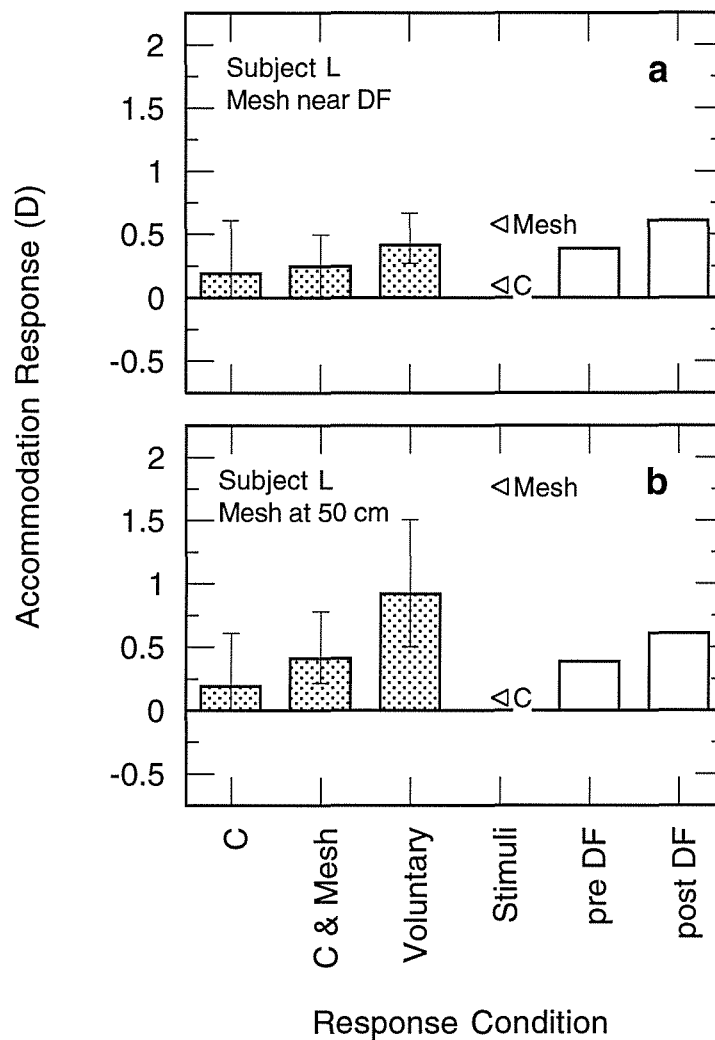 Accommodation Response (D)
2
1.5
1
0.5
0
-0.5
Subject L
Mesh near DF
a
◁ Mesh
◁ C
2
1.5
1
0.5
0
-0.5
Subject L
Mesh at 50 cm
b
◁ Mesh
◁ C
C
C & Mesh
Voluntary
Stimuli
pre DF
post DF
Response Condition